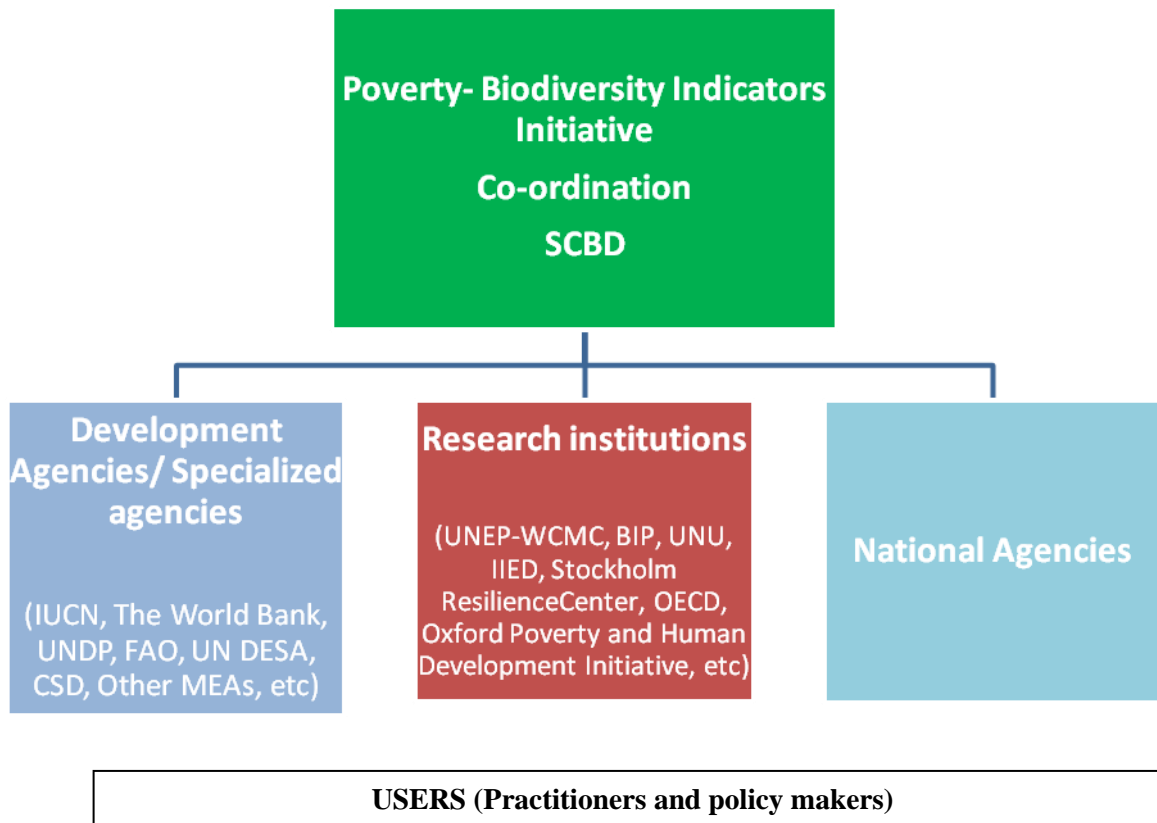 Poverty- Biodiversity Indicators
Initiative
Co-ordination
SCBD
Development
Agencies/ Specialized
agencies
(IUCN, The World Bank,
UNDP, FAO, UN DESA,
CSD, Other MEAs, etc)
Research institutions
(UNEP-WCMC, BIP, UNU,
IIED, Stockholm
ResilienceCenter, OECD,
Oxford Poverty and Human
Development Initiative, etc)
National Agencies
USERS (Practitioners and policy makers)